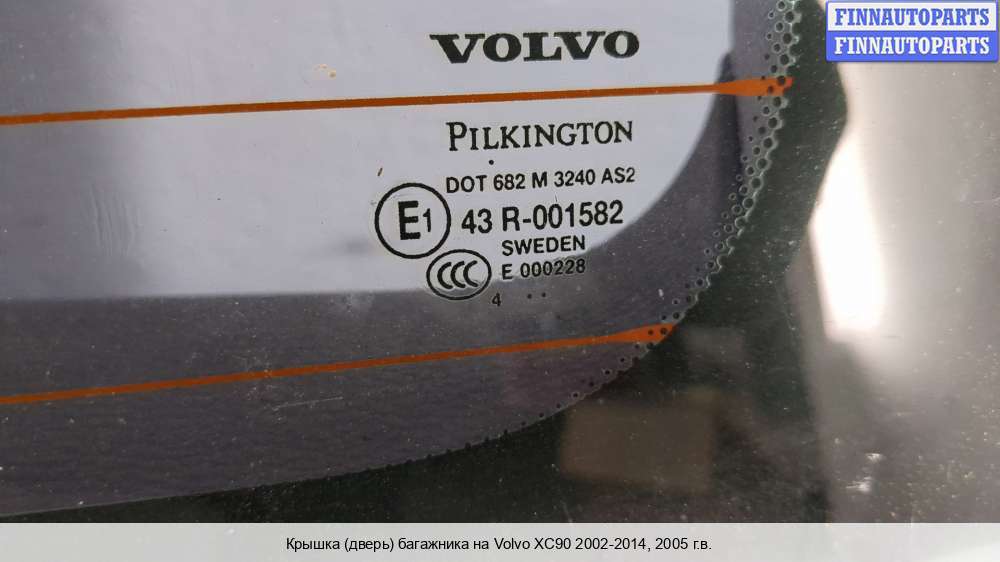 FINNAUTOPARTS
FINNAUTOPARTS
VOLVO
PILKINGTON
DOT 682 M 3240 AS2
E1 43 R-001582
SWEDEN
CCC E 000228
4 . .
Крышка (дверь) багажника на Volvo XC90 2002-2014, 2005 г.в.